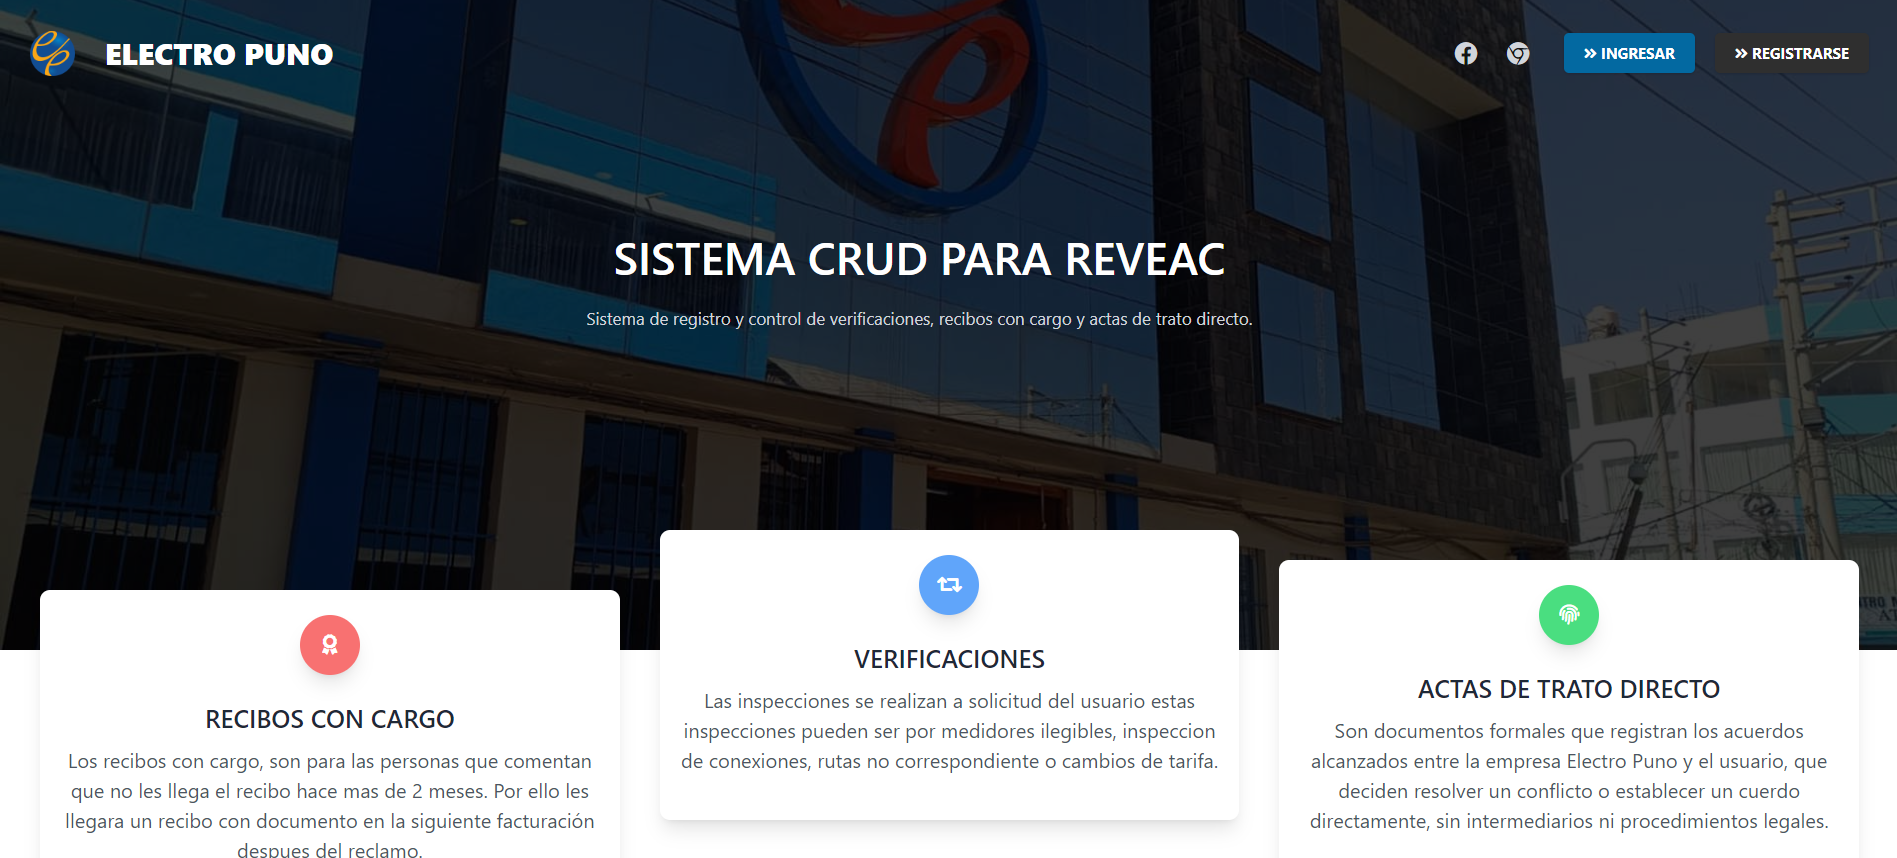 ELECTRO PUNO
INGRESAR
REGISTRARSE
SISTEMA CRUD PARA REVEAC
Sistema de registro y control de verificaciones, recibos con cargo y actas de trato directo.
RECIBOS CON CARGO
Los recibos con cargo, son para las personas que comentan
que no les llega el recibo hace mas de 2 meses. Por ello les
llegara un recibo con documento en la siguiente facturación
despues del reclamo.
VERIFICACIONES
Las inspecciones se realizan a solicitud del usuario estas
inspecciones pueden ser por medidores ilegibles, inspeccion
de conexiones, rutas no correspondiente o cambios de tarifa.
ACTAS DE TRATO DIRECTO
Son documentos formales que registran los acuerdos
alcanzados entre la empresa Electro Puno y el usuario, que
deciden resolver un conflicto o establecer un cuerdo
directamente, sin intermediarios ni procedimientos legales.